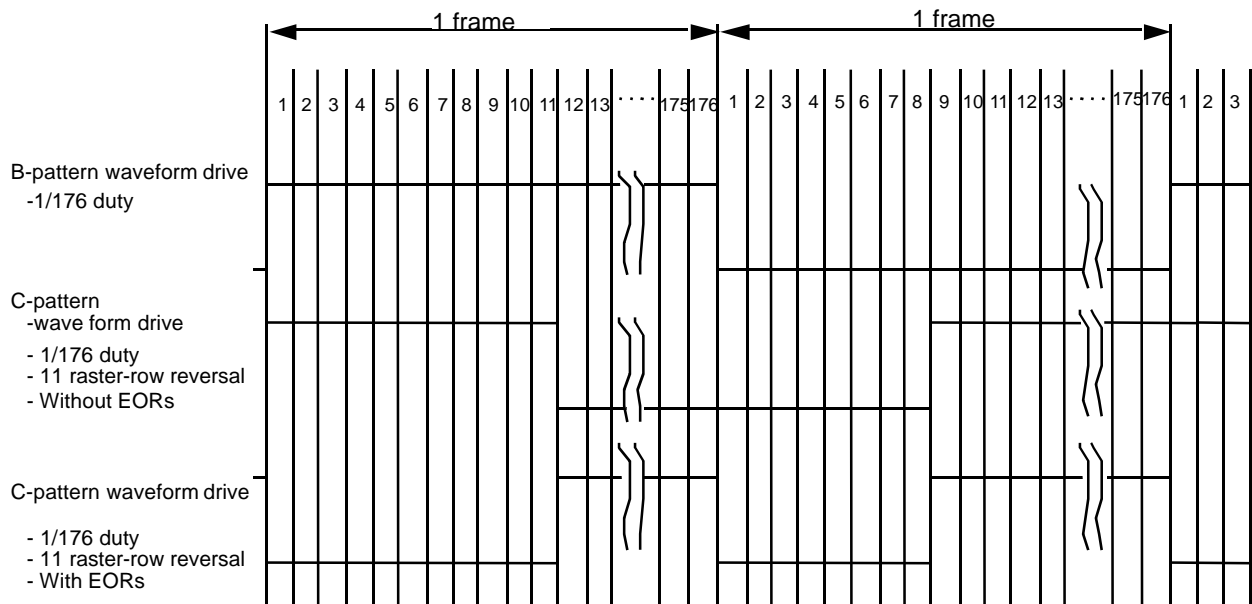 1 frame 1 frame
1 2 3 4 5 6 7 8 9 10 11 12 13 ···· 175 176 1 2 3 4 5 6 7 8 9 10 11 12 13 ···· 175 176 1 2 3
B-pattern waveform drive
-1/176 duty
C-pattern
-wave form drive
- 1/176 duty
- 11 raster-row reversal
- Without EORs
C-pattern waveform drive
- 1/176 duty
- 11 raster-row reversal
- With EORs